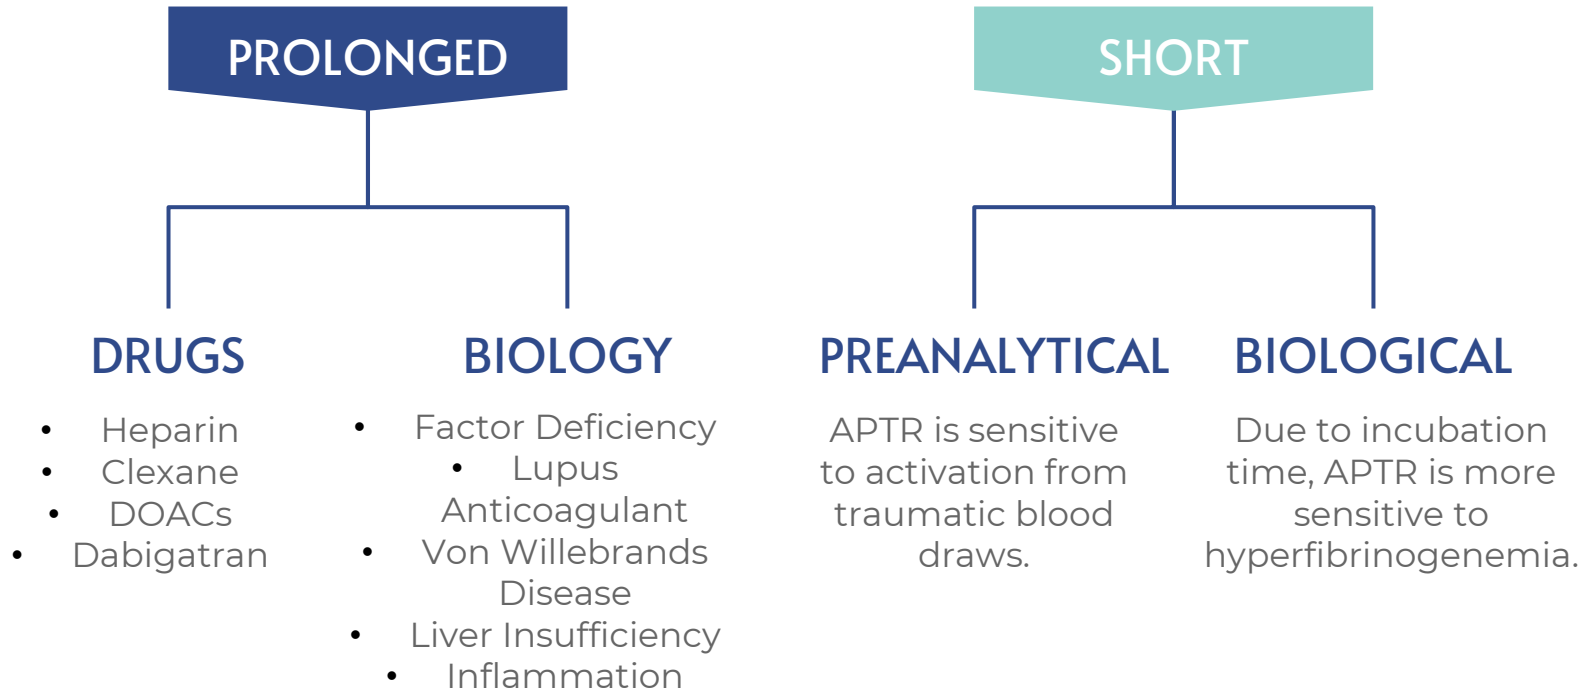 PROLONGED
DRUGS
• Heparin
• Clexane
• DOACs
• Dabigatran
BIOLOGY
• Factor Deficiency
• Lupus
Anticoagulant
• Von Willebrands
Disease
• Liver Insufficiency
• Inflammation
SHORT
PREANALYTICAL
APTR is sensitive
to activation from
traumatic blood
draws.
BIOLOGICAL
Due to incubation
time, APTR is more
sensitive to
hyperfibrinogenemia.